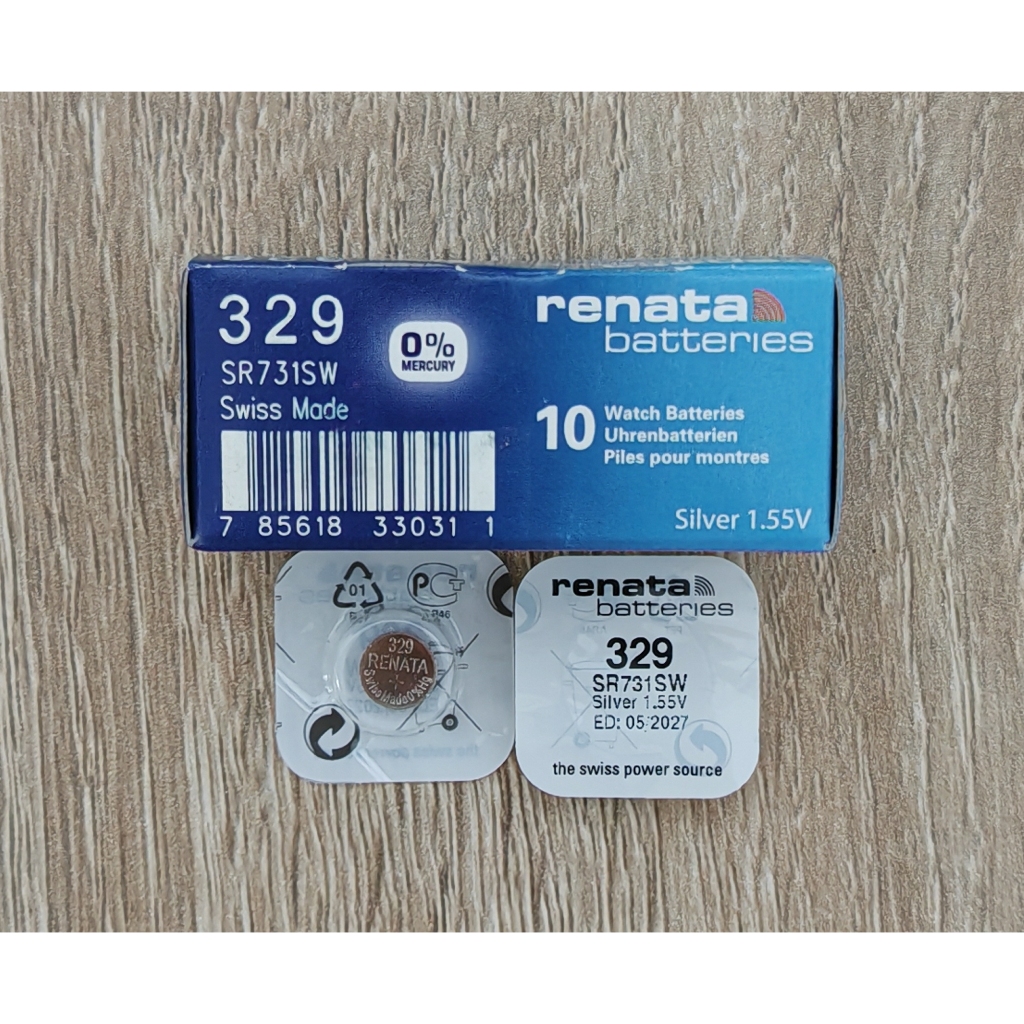 329
SR731SW
Swiss Made
0%
MERCURY
7 85618 33031 1
renata
batteries
10
Watch Batteries
Uhrenbatterien
Piles pour montres
Silver 1.55V
01
329
RENATA
SwissMade0%Hg
renata
batteries
329
SR731SW
Silver 1.55V
ED: 05/2027
the swiss power source